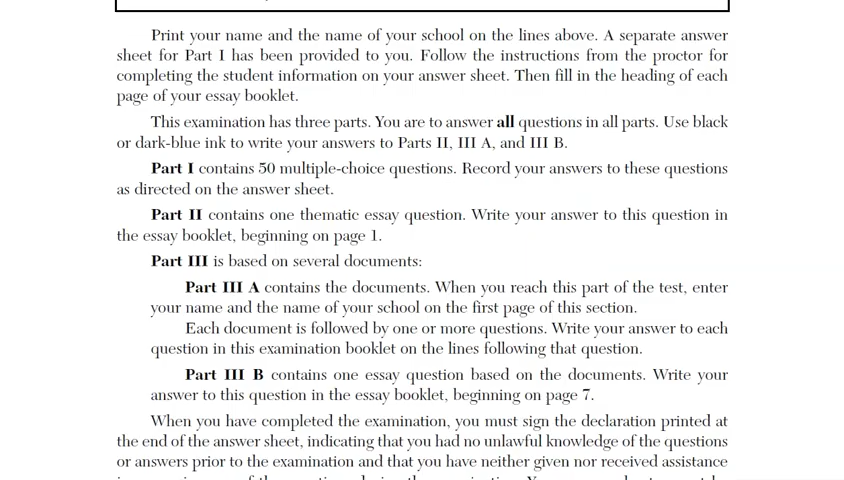 Print your name and the name of your school on the lines above. A separate answer
sheet for Part I has been provided to you. Follow the instructions from the proctor for
completing the student information on your answer sheet. Then fill in the heading of each
page of your essay booklet.
This examination has three parts. You are to answer all questions in all parts. Use black
or dark-blue ink to write your answers to Parts II, III A, and III B.
Part I contains 50 multiple-choice questions. Record your answers to these questions
as directed on the answer sheet.
Part II contains one thematic essay question. Write your answer to this question in
the essay booklet, beginning on page 1.
Part III is based on several documents:
Part III A contains the documents. When you reach this part of the test, enter
your name and the name of your school on the first page of this section.
Each document is followed by one or more questions. Write your answer to each
question in this examination booklet on the lines following that question.
Part III B contains one essay question based on the documents. Write your
answer to this question in the essay booklet, beginning on page 7.
When you have completed the examination, you must sign the declaration printed at
the end of the answer sheet, indicating that you had no unlawful knowledge of the questions
or answers prior to the examination and that you have neither given nor received assistance